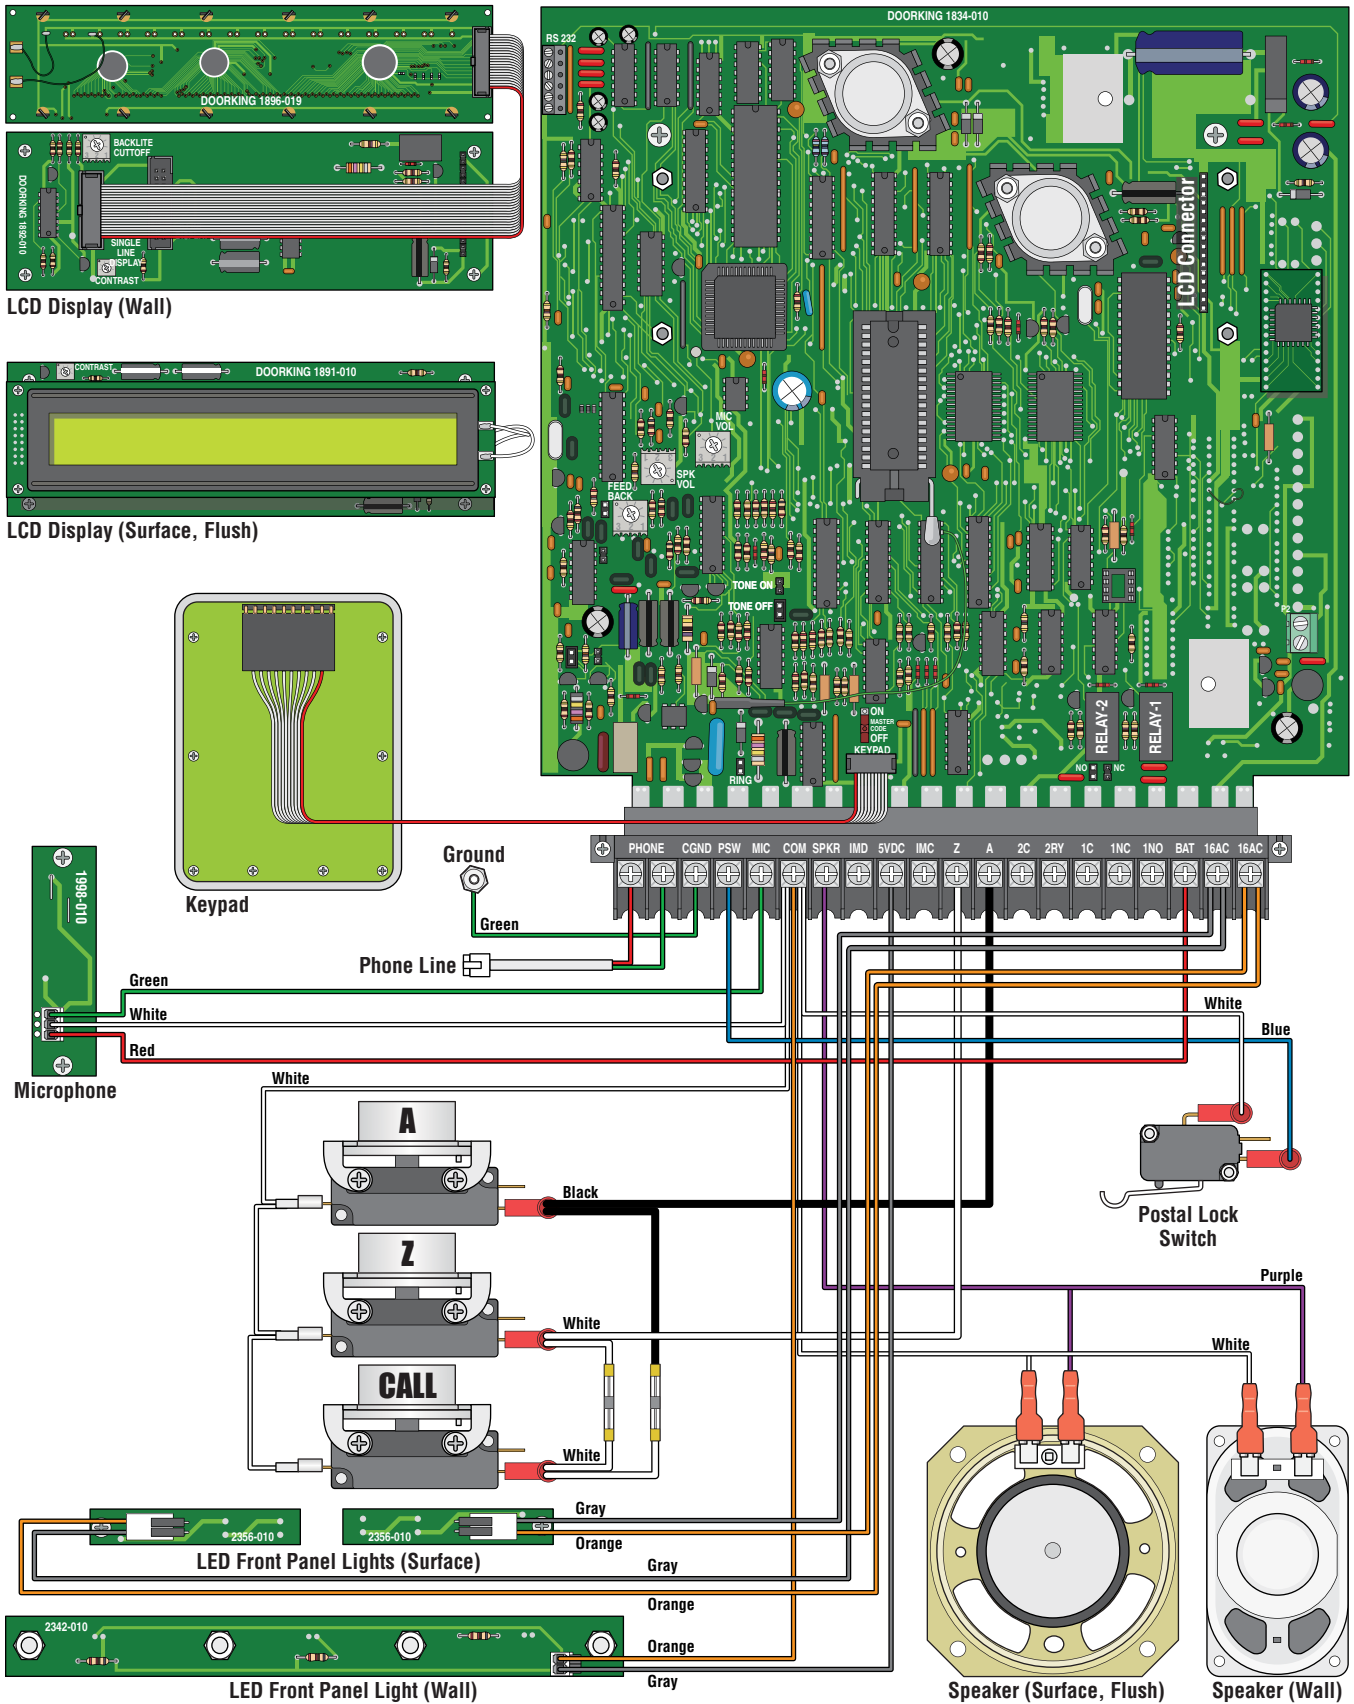 DOORKING 1896-019
BACKLITE
CUTTOFF
DOORKING 1892-010
SINGLE
LINE
DISPLAY
CONTRAST
LCD Display (Wall)
CONTRAST
DOORKING 1891-010
LCD Display (Surface, Flush)
DOORKING 1834-010
RS 232
LCD Connector
MIC
VOL
SPK
VOL
FEED
BACK
TONE ON
TONE OFF
P2
ON
MASTER
CODE
OFF
KEYPAD
RING
RELAY-2
RELAY-1
NO
NC
PHONE CGND PSW MIC COM SPKR IMD 5VDC IMC Z A 2C 2RY 1C 1NC 1NO BAT 16AC 16AC
Keypad
Ground
Green
Phone Line
1998-010
Green
White
Red
Microphone
White
Blue
Postal Lock
Switch
White
A
Black
Z
White
CALL
White
Purple
White
2356-010
2356-010
Gray
Orange
LED Front Panel Lights (Surface)
Gray
Orange
2342-010
Orange
Gray
LED Front Panel Light (Wall)
Speaker (Surface, Flush)
Speaker (Wall)